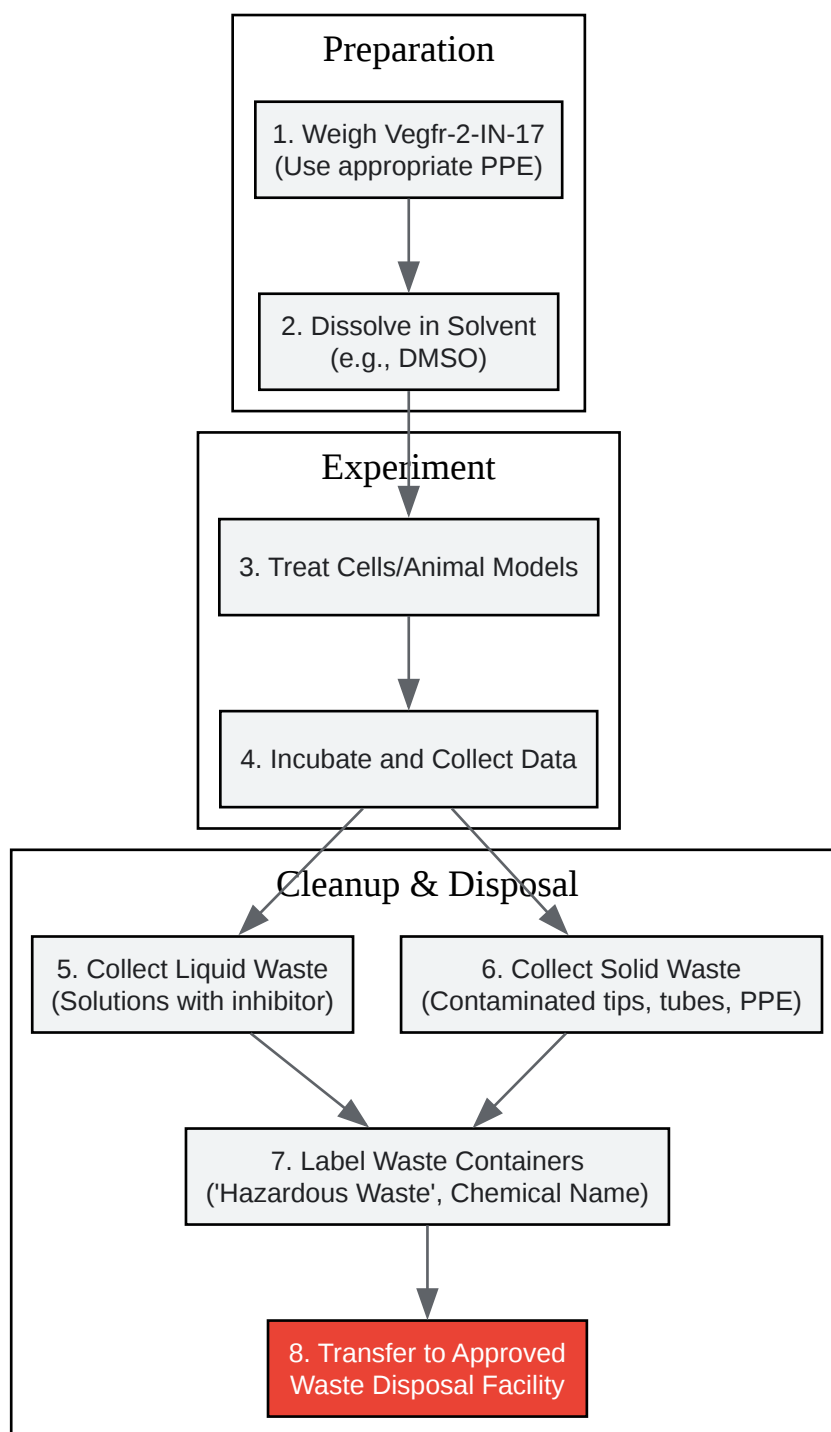 Preparation
1. Weigh Vegfr-2-IN-17
(Use appropriate PPE)
2. Dissolve in Solvent
(e.g., DMSO)
Experiment
3. Treat Cells/Animal Models
4. Incubate and Collect Data
Cleanup & Disposal
5. Collect Liquid Waste
(Solutions with inhibitor)
6. Collect Solid Waste
(Contaminated tips, tubes, PPE)
7. Label Waste Containers
('Hazardous Waste', Chemical Name)
8. Transfer to Approved
Waste Disposal Facility